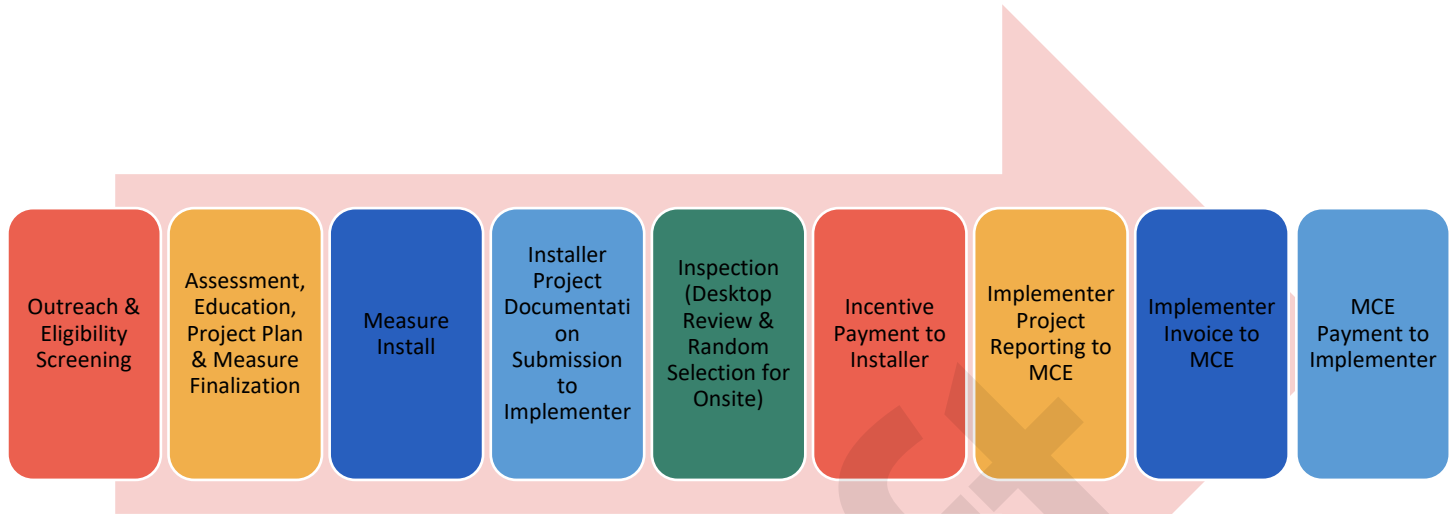 Outreach &
Eligibility
Screening
Assessment,
Education,
Project Plan
& Measure
Finalization
Measure
Install
Installer
Project
Documentati
on
Submission
to
Implementer
Inspection
(Desktop
Review &
Random
Selection for
Onsite)
Incentive
Payment to
Installer
Implementer
Project
Reporting to
MCE
Implementer
Invoice to
MCE
MCE
Payment to
Implementer